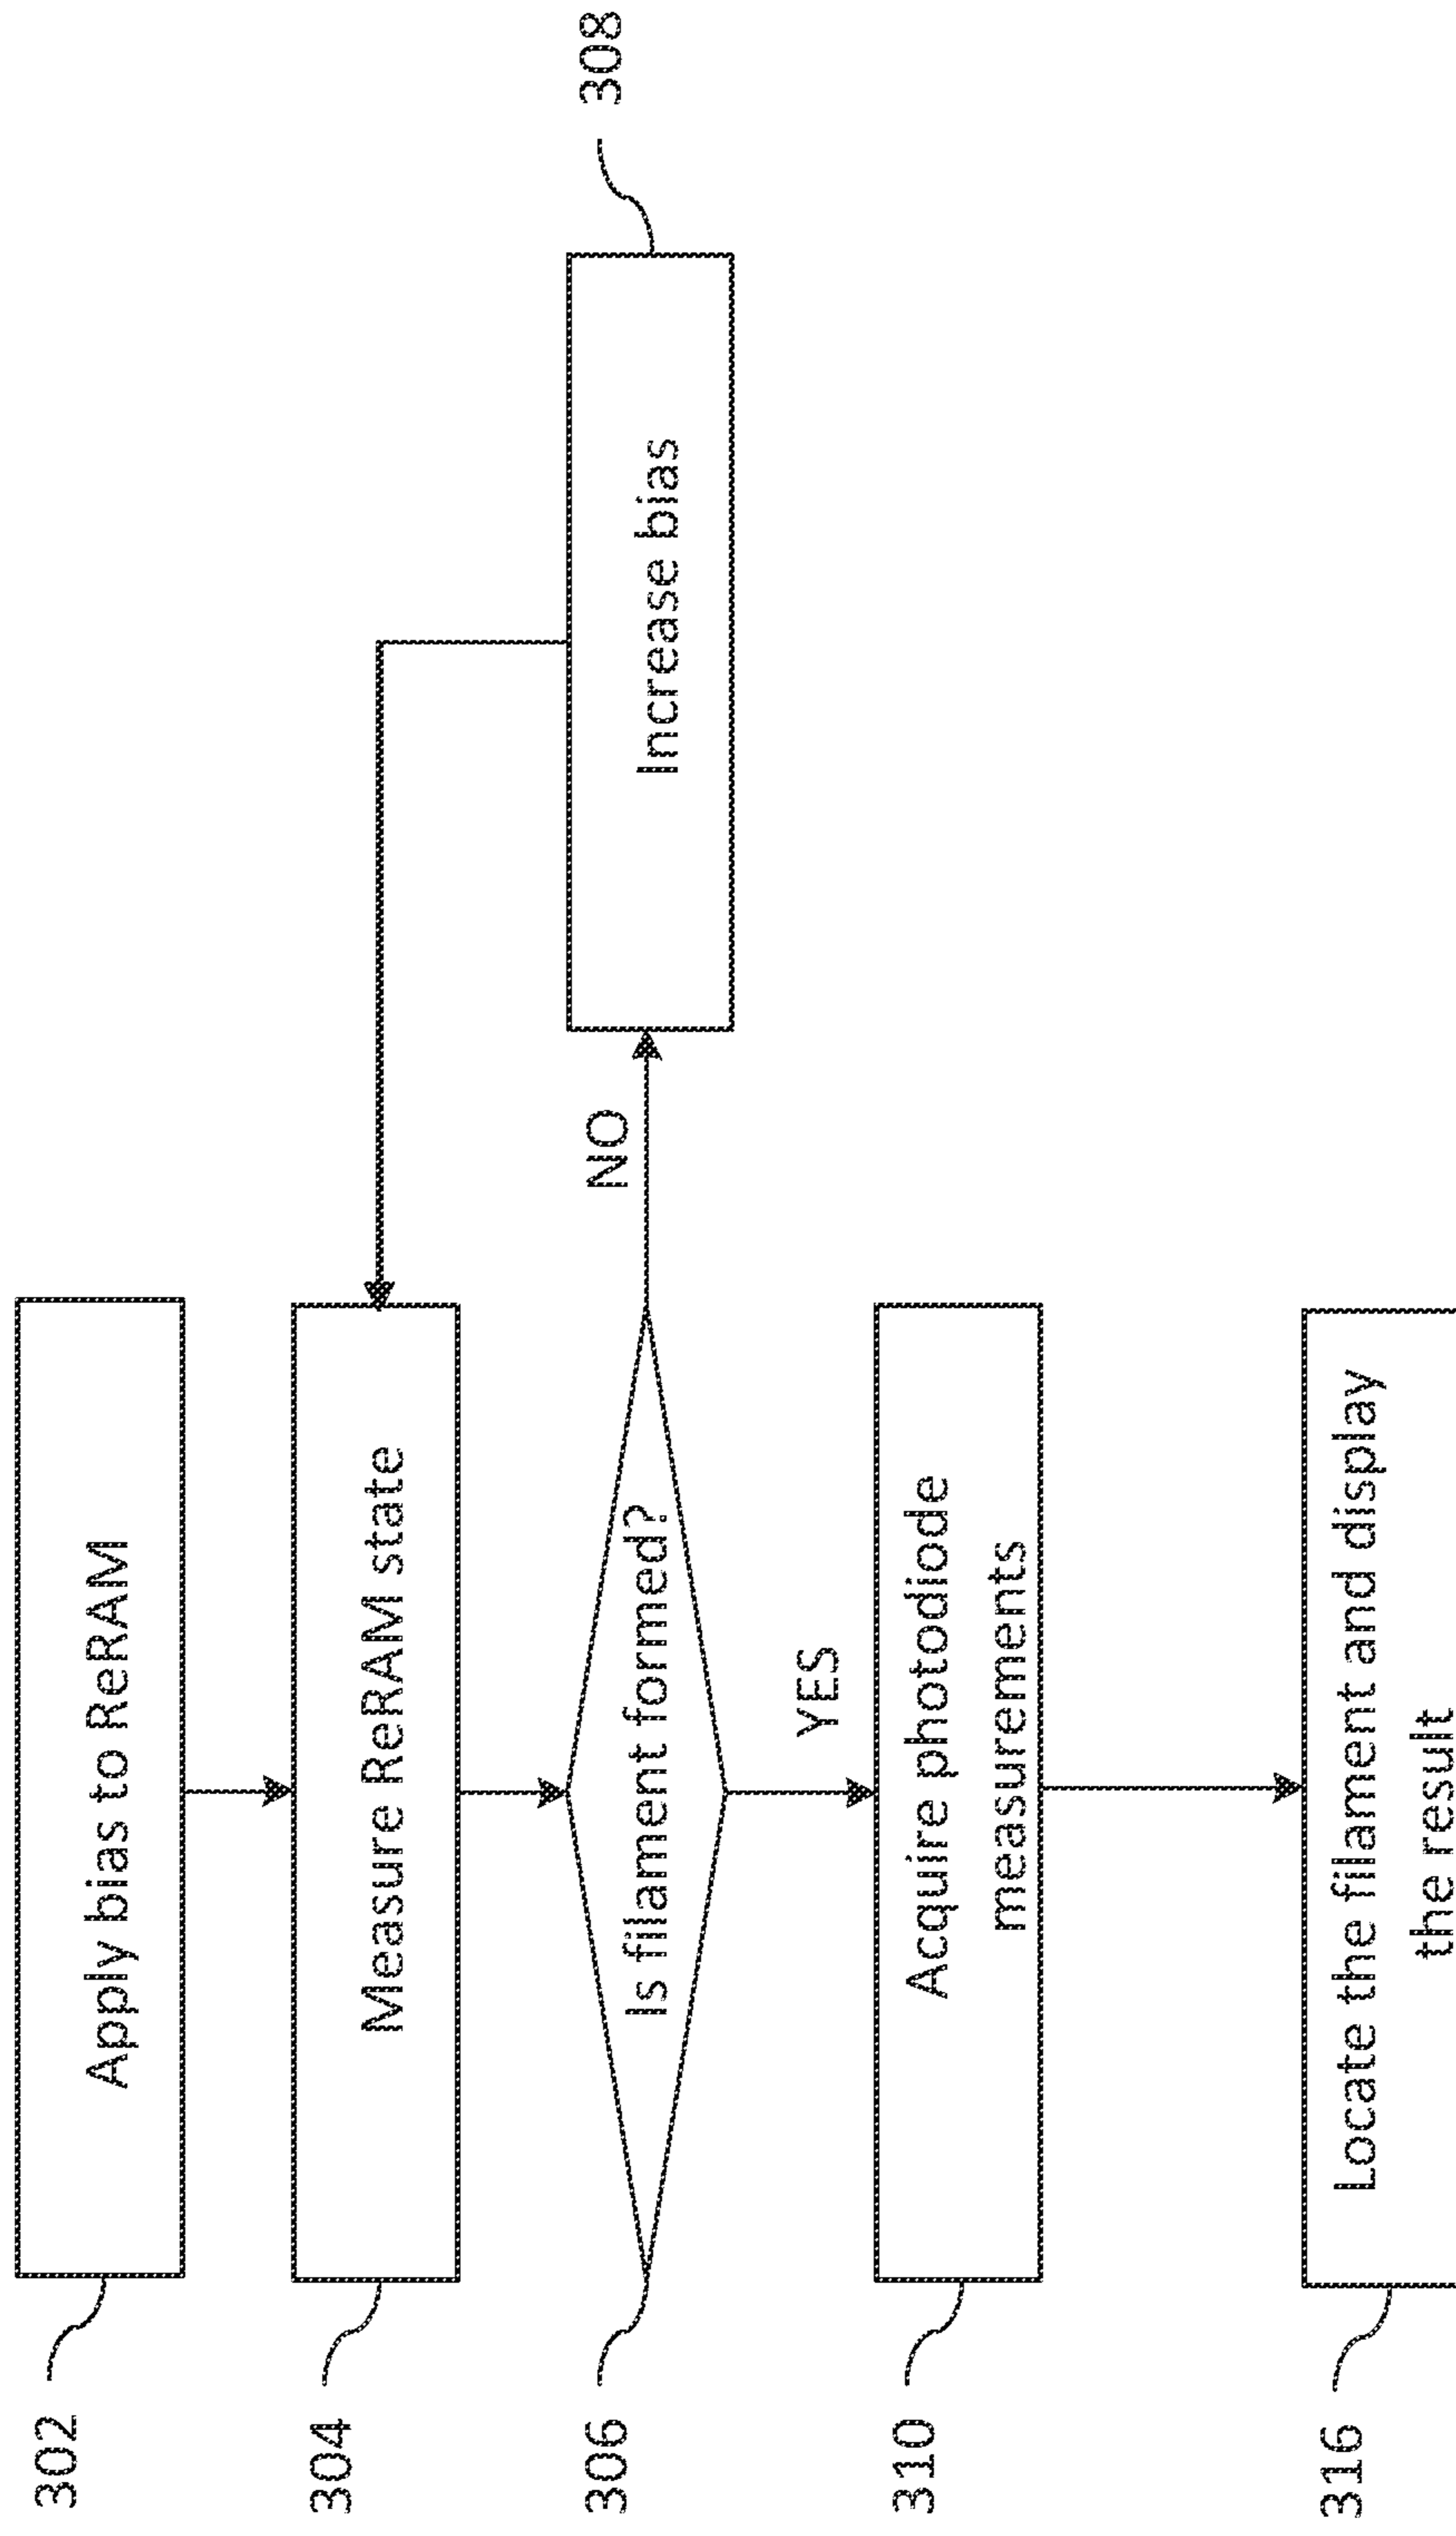 302
Apply bias to ReRAM
304
Measure ReRAM state
306
Is filament formed?
NO
308
Increase bias
YES
310
Acquire photodiode
measurements
316
Locate the filament and display
the result